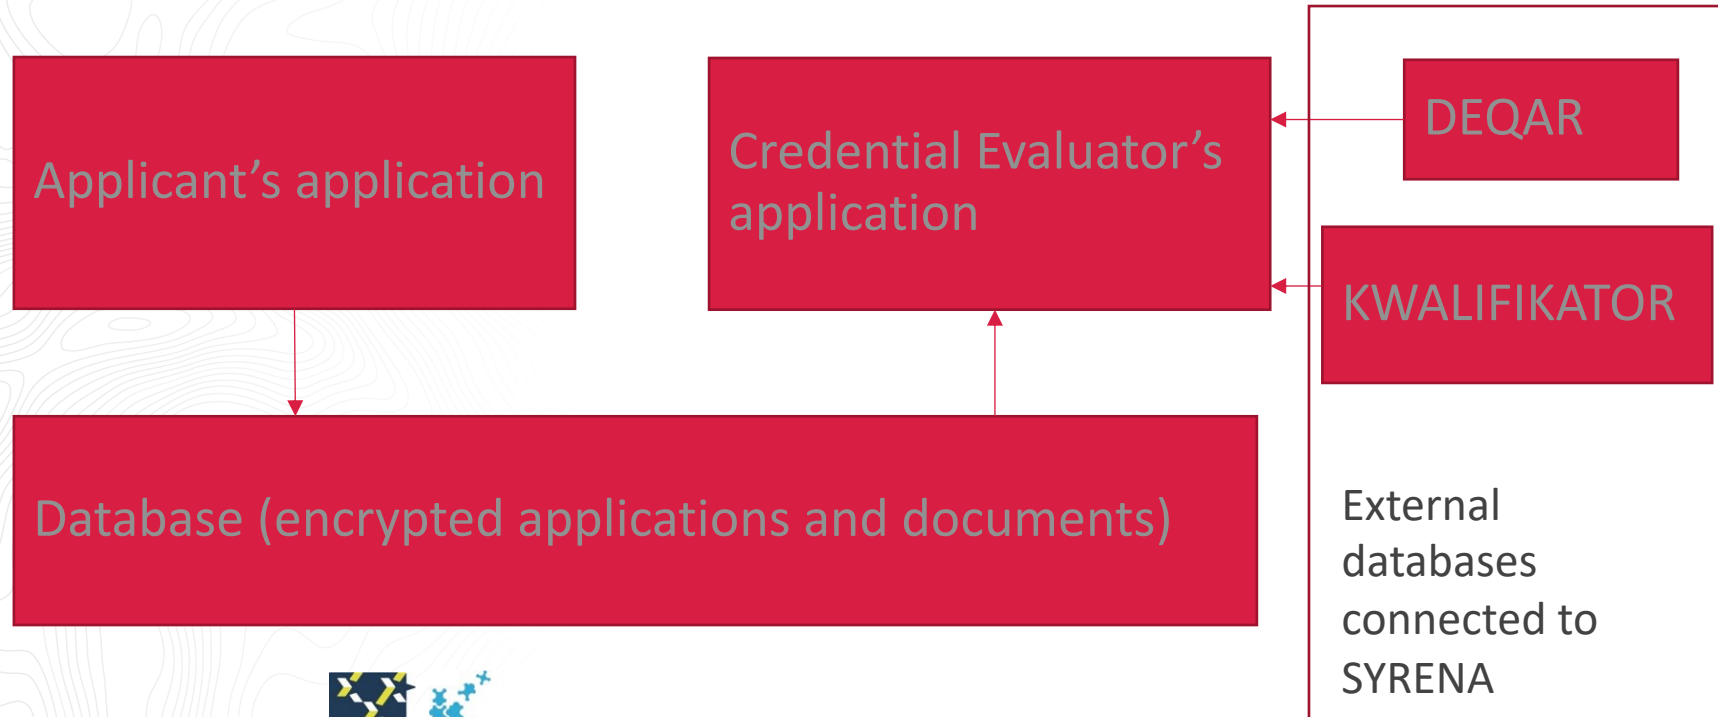 Applicant’s application
Credential Evaluator’s
application
DEQAR
KWALIFIKATOR
Database (encrypted applications and documents)
External
databases
connected to
SYRENA